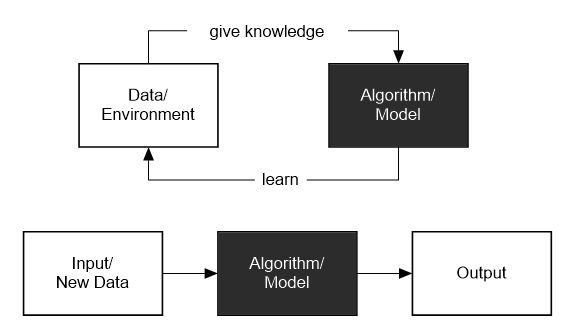 give knowledge
Data/
Environment
Algorithm/
Model
learn
Input/
New Data
Algorithm/
Model
Output